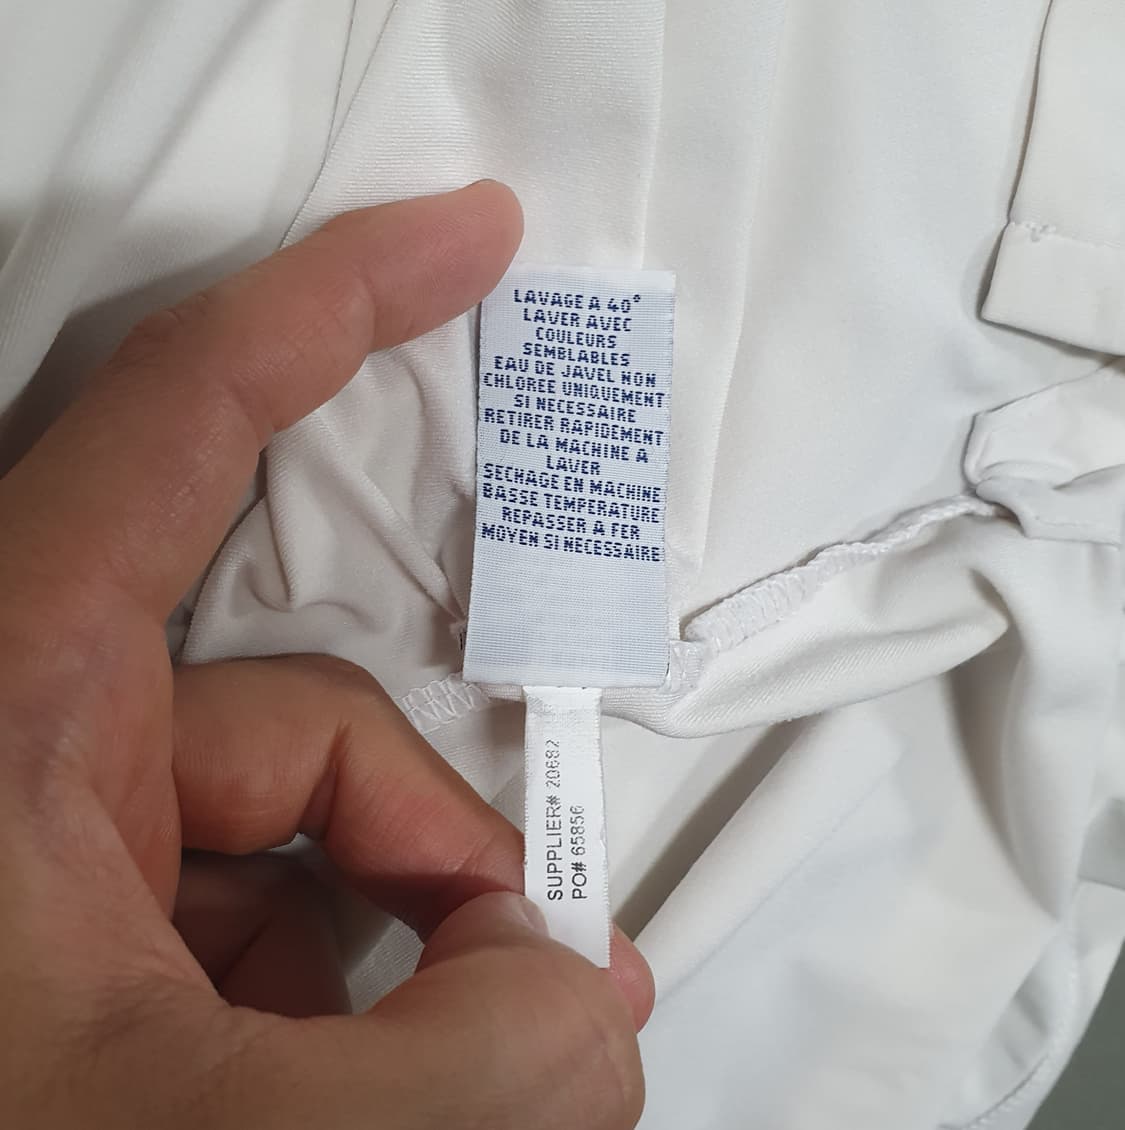 LAVAGE A 40°
LAVER AVEC
COULEURS
SEMBLABLES
EAU DE JAVEL NON
CHLOREE UNIQUEMENT
SI NECESSAIRE
RETIRER RAPIDEMENT
DE LA MACHINE A
LAVER
SECHAGE EN MACHINE
BASSE TEMPERATURE
REPASSER A FER
MOYEN SI NECESSAIRE
SUPPLIER# 20682
PO# 65856